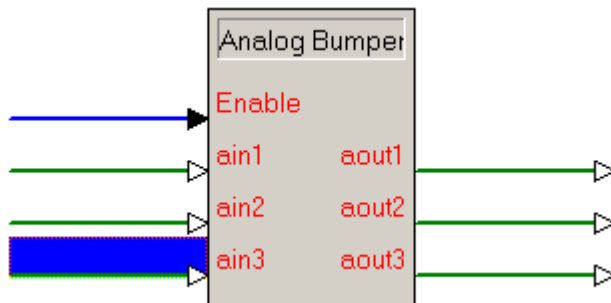 Analog Bumper
Enable
ain1 aout1
ain2 aout2
ain3 aout3